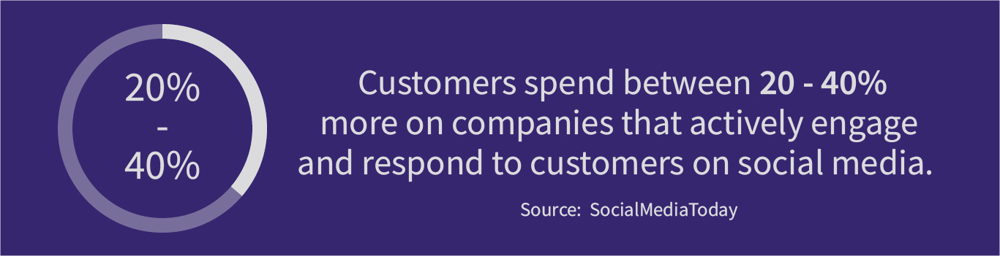 20%
-
40%
Customers spend between 20 - 40%
more on companies that actively engage
and respond to customers on social media.
Source: SocialMediaToday